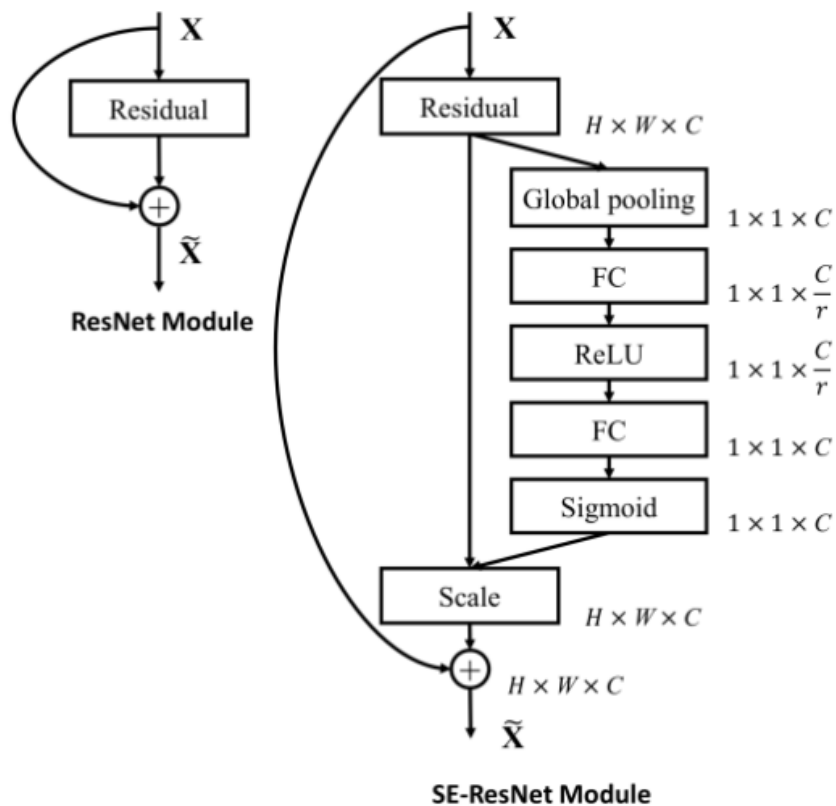 X
Residual
+
X̃
ResNet Module
X
Residual
H × W × C
Global pooling
1 × 1 × C
FC
1 × 1 × C/r
ReLU
1 × 1 × C/r
FC
1 × 1 × C
Sigmoid
1 × 1 × C
Scale
H × W × C
+
H × W × C
X̃
SE-ResNet Module